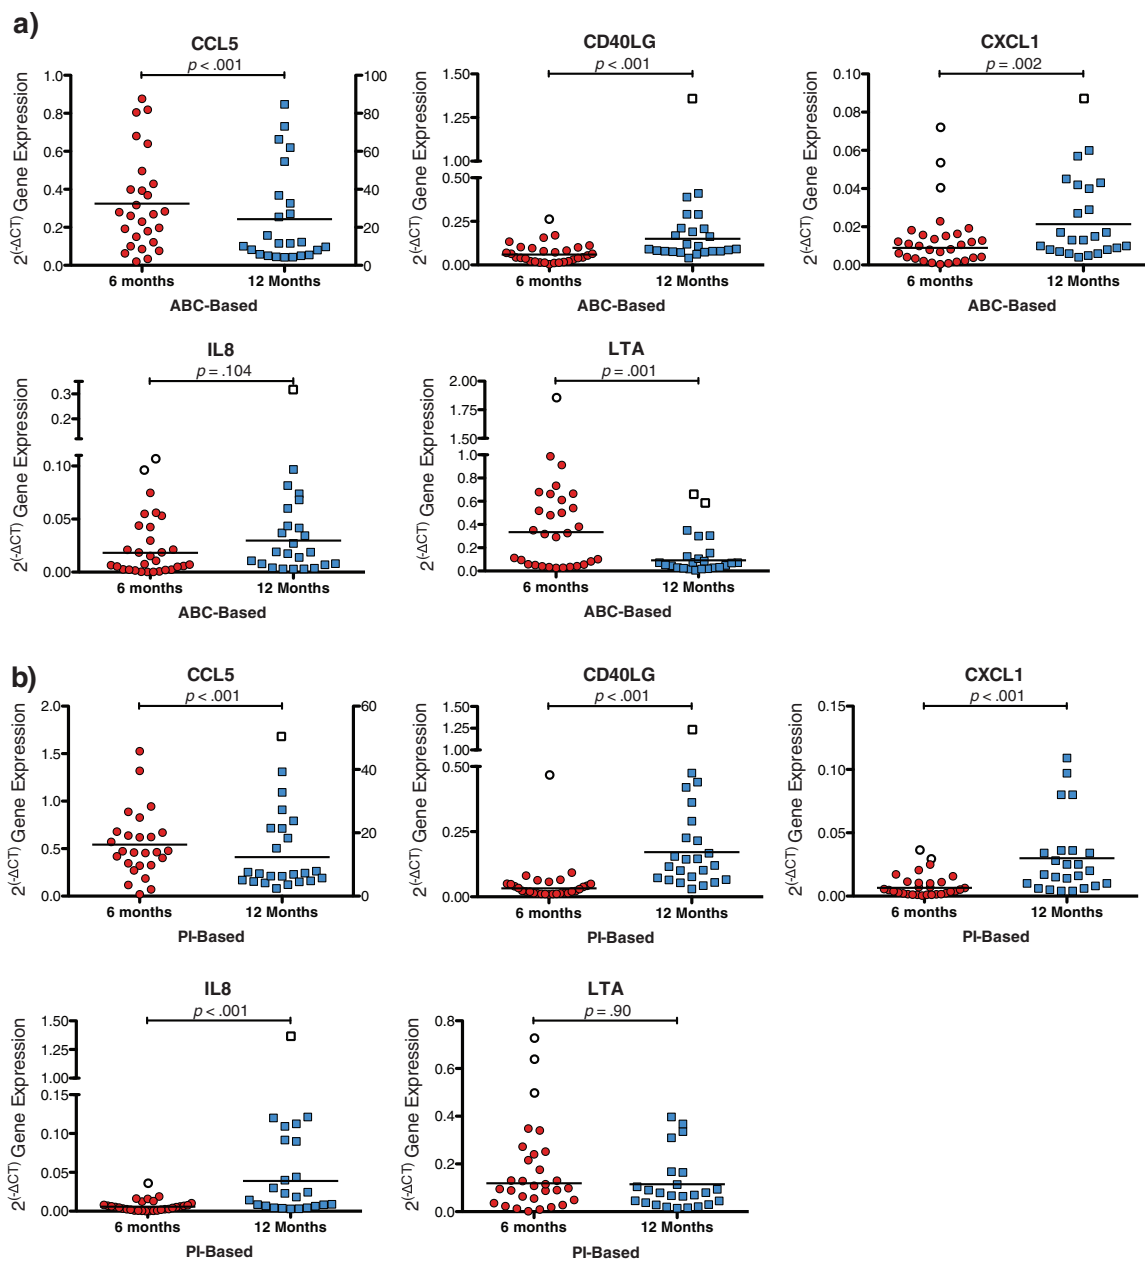 a)
CCL5
p < .001
2(-ΔCT) Gene Expression
1.0
0.8
0.6
0.4
0.2
0.0
100
80
60
40
20
0
6 months
12 Months
ABC-Based
CD40LG
p < .001
2(-ΔCT) Gene Expression
1.50
1.25
1.00
0.50
0.25
0.00
6 months
12 Months
ABC-Based
CXCL1
p = .002
2(-ΔCT) Gene Expression
0.10
0.08
0.06
0.04
0.02
0.00
6 months
12 Months
ABC-Based
IL8
p = .104
2(-ΔCT) Gene Expression
0.3
0.2
0.10
0.05
0.00
6 months
12 Months
ABC-Based
LTA
p = .001
2(-ΔCT) Gene Expression
2.00
1.75
1.50
1.0
0.8
0.6
0.4
0.2
0.0
6 months
12 Months
ABC-Based
b)
CCL5
p < .001
2(-ΔCT) Gene Expression
2.0
1.5
1.0
0.5
0.0
60
40
20
0
6 months
12 Months
PI-Based
CD40LG
p < .001
2(-ΔCT) Gene Expression
1.50
1.25
1.00
0.50
0.25
0.00
6 months
12 Months
PI-Based
CXCL1
p < .001
2(-ΔCT) Gene Expression
0.15
0.10
0.05
0.00
6 months
12 Months
PI-Based
IL8
p < .001
2(-ΔCT) Gene Expression
1.50
1.25
1.00
0.15
0.10
0.05
0.00
6 months
12 Months
PI-Based
LTA
p = .90
2(-ΔCT) Gene Expression
0.8
0.6
0.4
0.2
0.0
6 months
12 Months
PI-Based